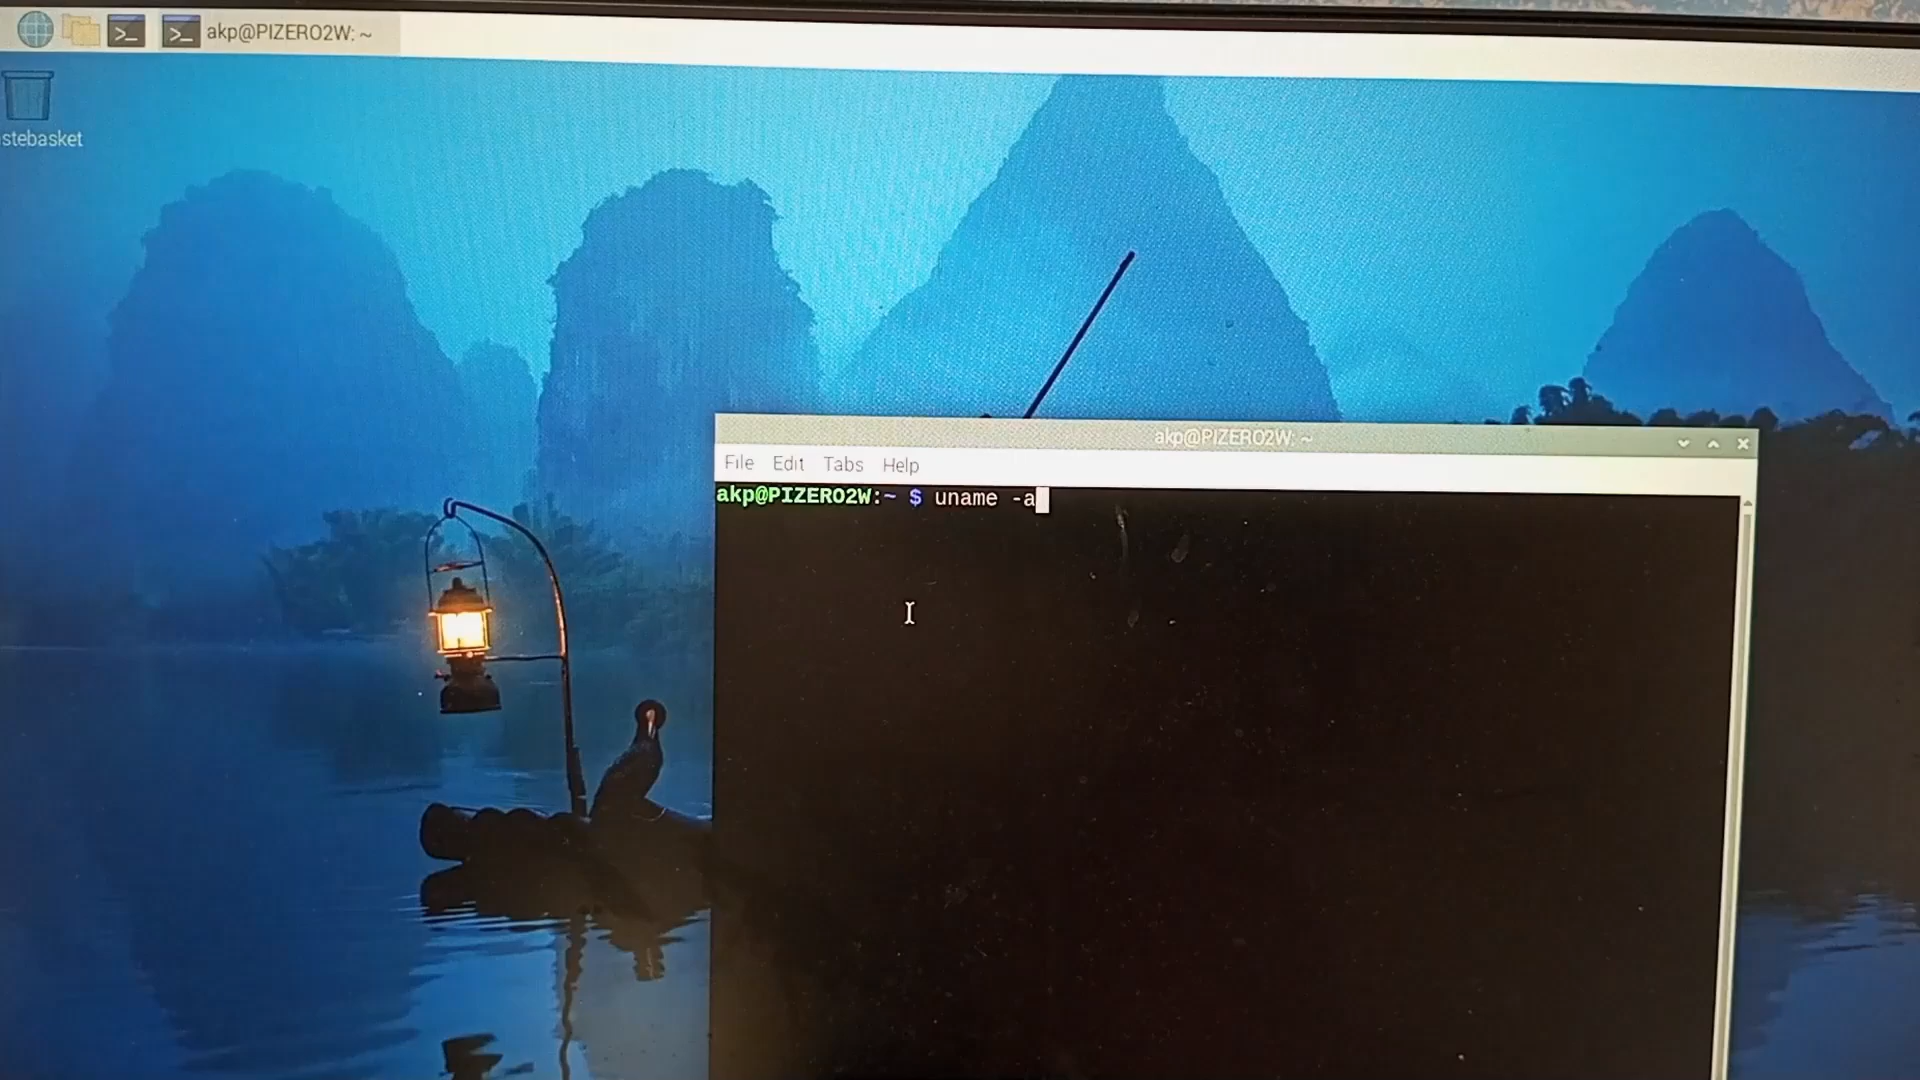 akp@PIZERO2W: ~
stebasket
akp@PIZERO2W: ~
File Edit Tabs Help
akp@PIZERO2W:~ $ uname -a